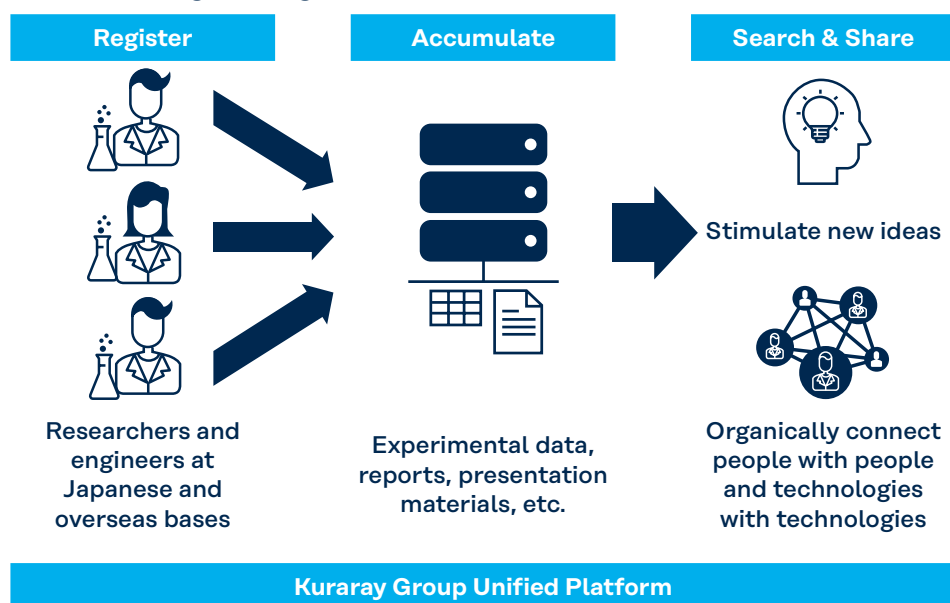 Register
Accumulate
Search & Share
Stimulate new ideas
Researchers and
engineers at
Japanese and
overseas bases
Experimental data,
reports, presentation
materials, etc.
Organically connect
people with people
and technologies
with technologies
Kuraray Group Unified Platform